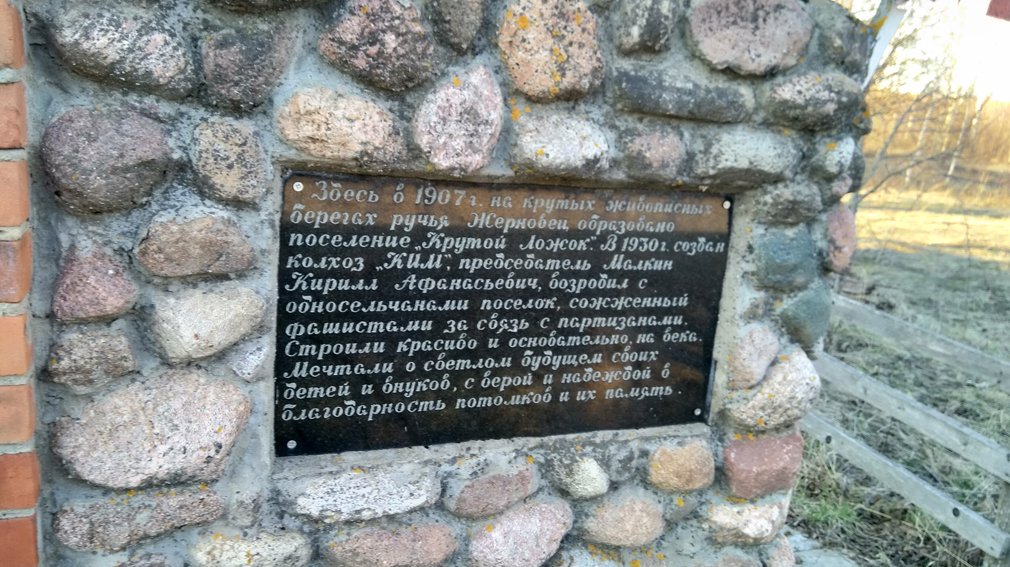 Здесь в 1907г. на крутых живописных
берегах ручья Жерновец образовано
поселение „Крутой Ложок". В 1930г. создан
колхоз „КИМ", председатель Малкин
Кирилл Афанасьевич, возродил с
односельчанами поселок, сожженный
фашистами за связь с партизанами.
Строили красиво и основательно, на века.
Мечтали о светлом будущем своих
детей и внуков, с верой и надеждой в
благодарность потомков и их память.